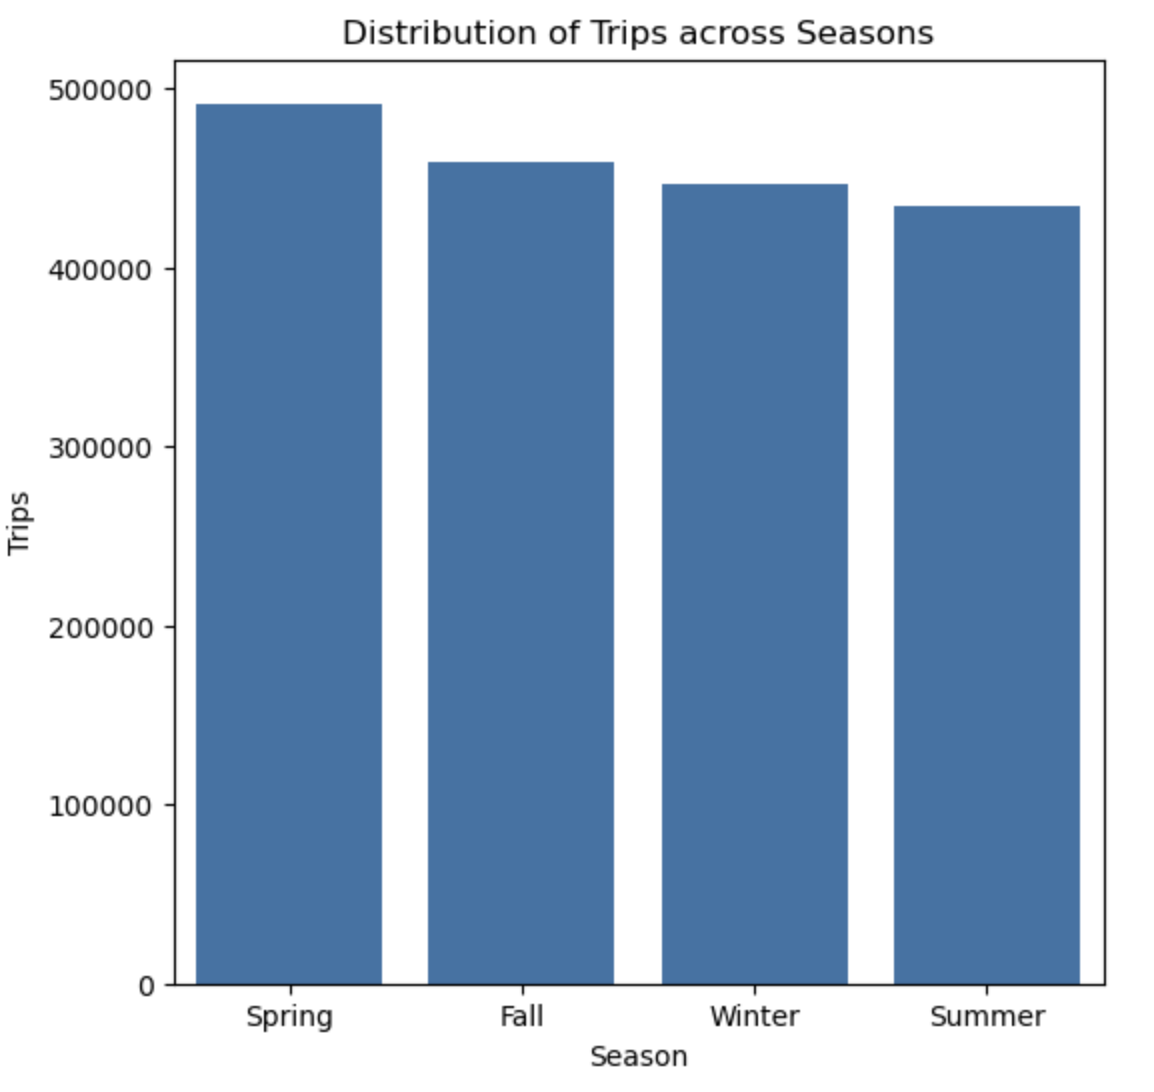 Distribution of Trips across Seasons
500000
400000
300000
200000
100000
0
Trips
Spring Fall Winter Summer
Season